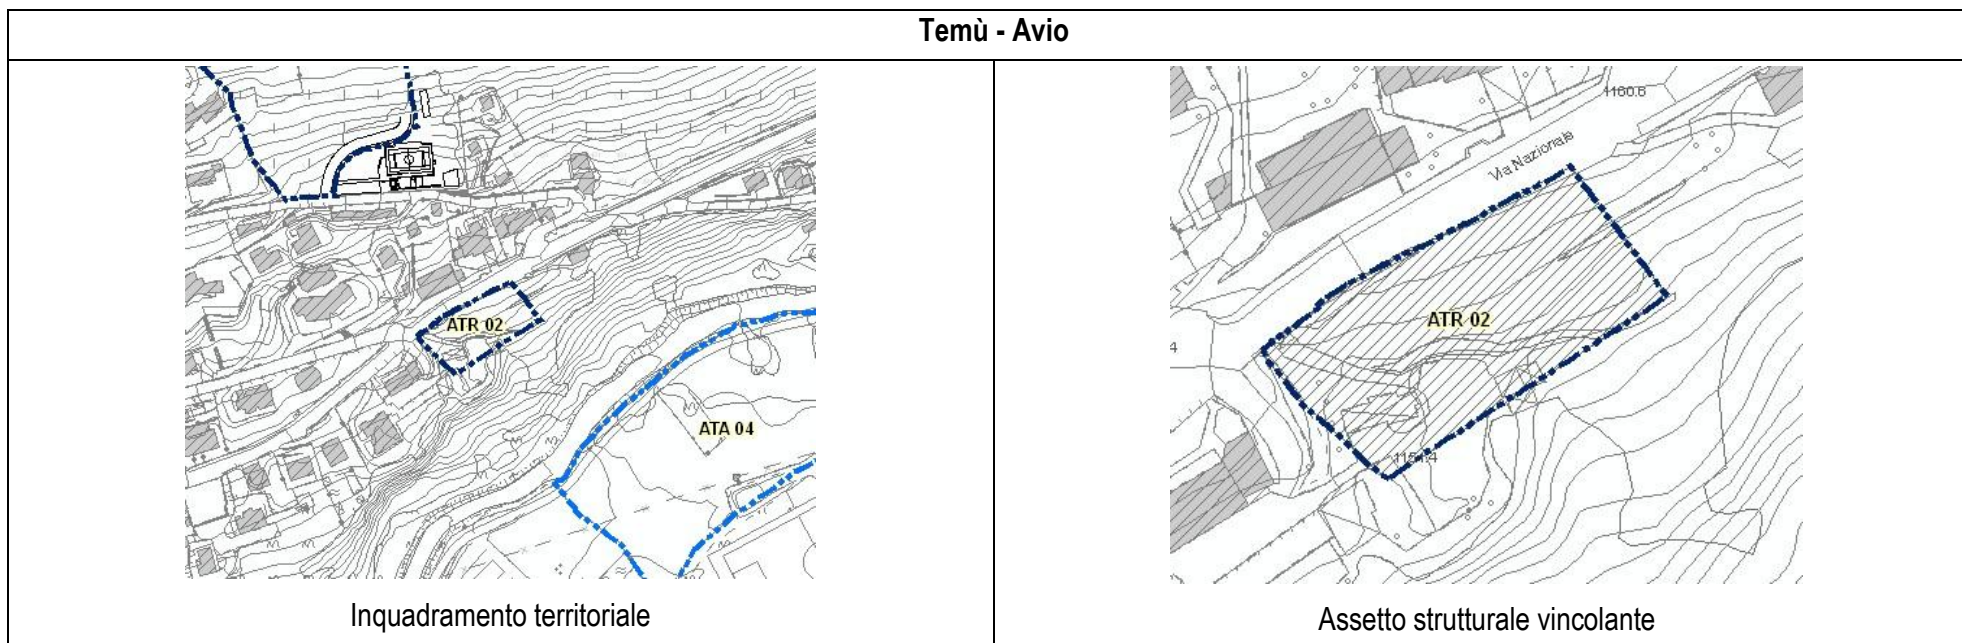 Temù - Avio
ATR 02
ATA 04
Inquadramento territoriale
1160.6
Via Nazionale
ATR 02
4
Assetto strutturale vincolante